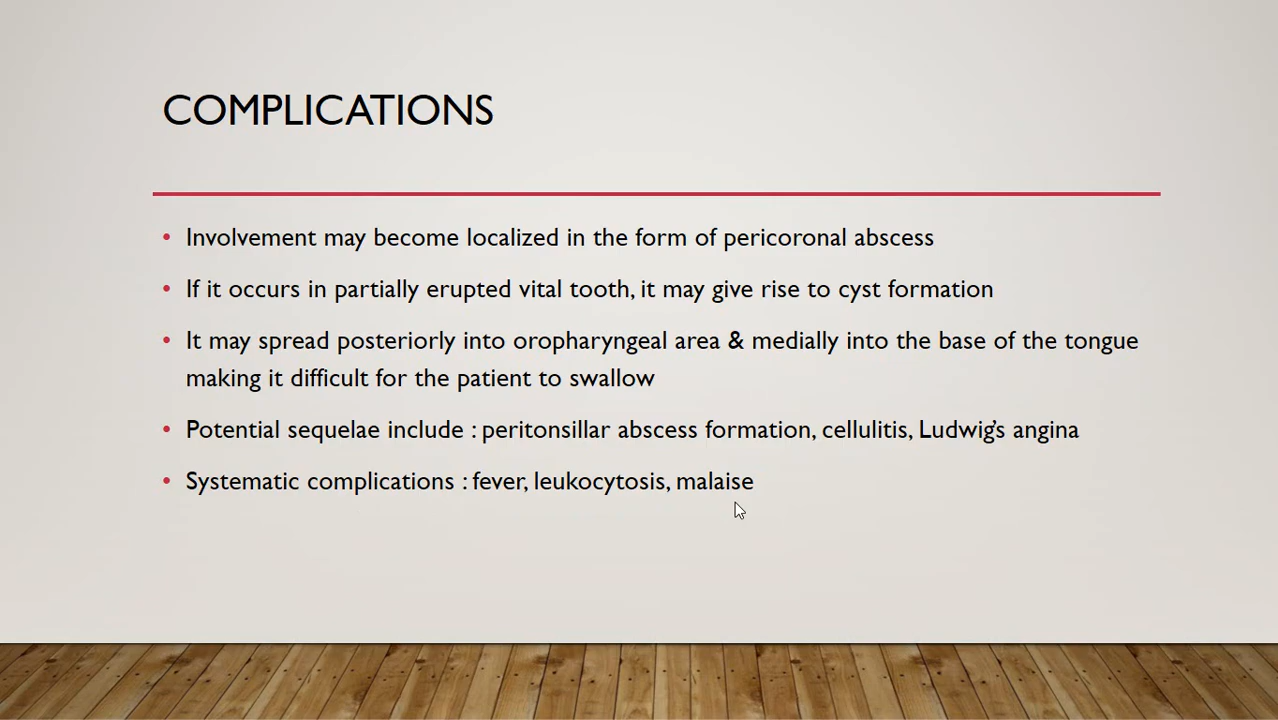 COMPLICATIONS
• Involvement may become localized in the form of pericoronal abscess
• If it occurs in partially erupted vital tooth, it may give rise to cyst formation
• It may spread posteriorly into oropharyngeal area & medially into the base of the tongue
making it difficult for the patient to swallow
• Potential sequelae include : peritonsillar abscess formation, cellulitis, Ludwig's angina
• Systematic complications : fever, leukocytosis, malaise